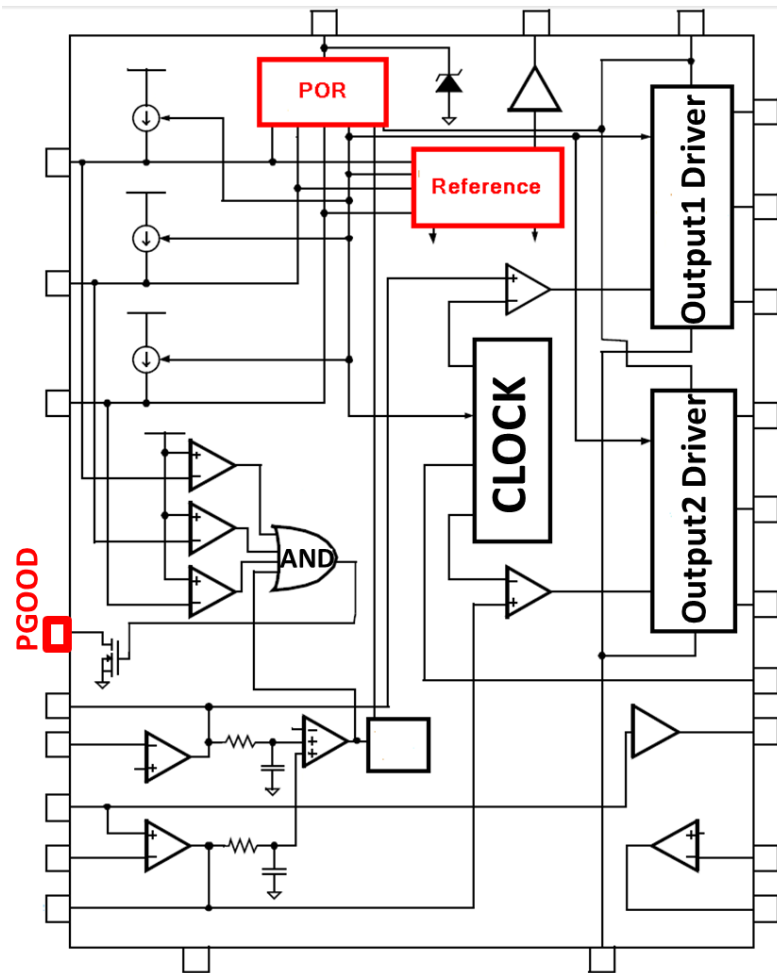 POR
Reference
Output1 Driver
CLOCK
Output2 Driver
AND
PGOOD